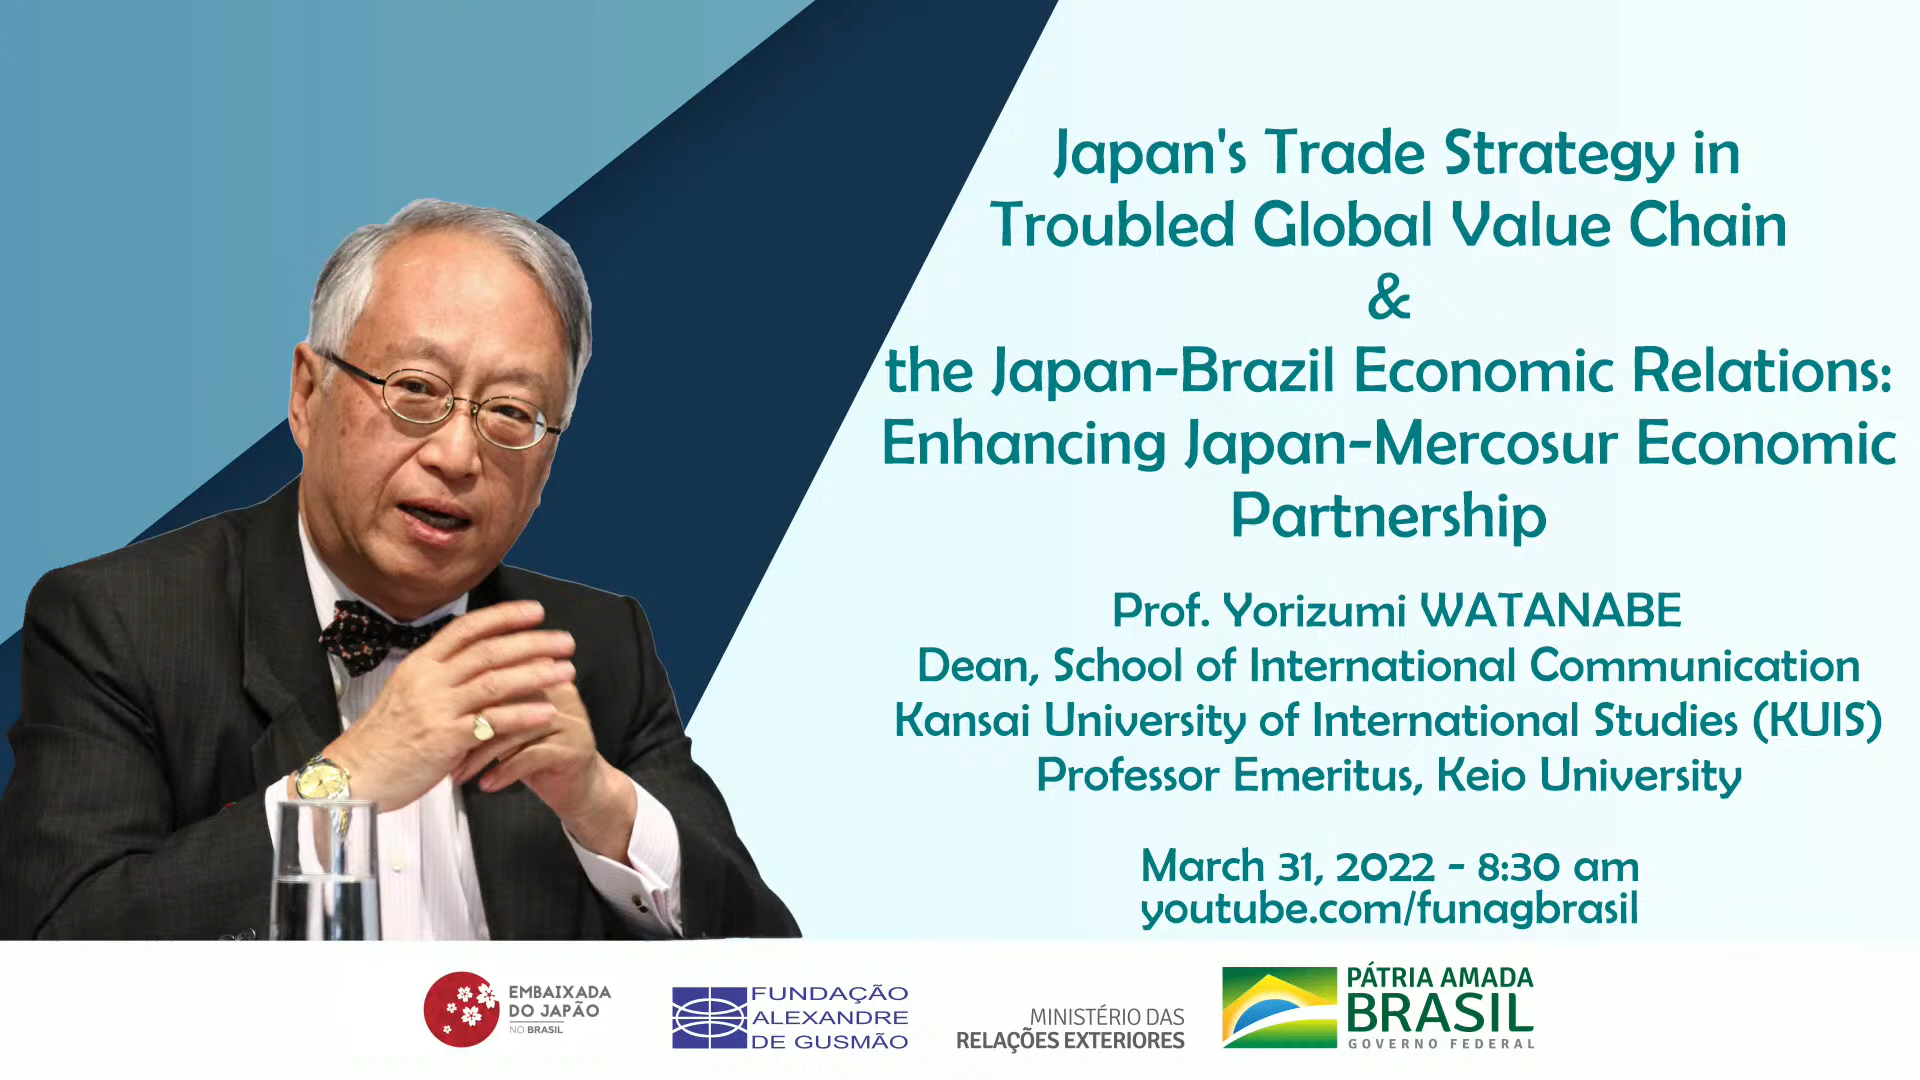 Japan's Trade Strategy in
Troubled Global Value Chain
&
the Japan-Brazil Economic Relations:
Enhancing Japan-Mercosur Economic
Partnership
Prof. Yorizumi WATANABE
Dean, School of International Communication
Kansai University of International Studies (KUIS)
Professor Emeritus, Keio University
March 31, 2022 - 8:30 am
youtube.com/funagbrasil
EMBAIXADA
DO JAPÃO
NO BRASIL
FUNDAÇÃO
ALEXANDRE
DE GUSMÃO
MINISTÉRIO DAS
RELAÇÕES EXTERIORES
PÁTRIA AMADA
BRASIL
GOVERNO FEDERAL